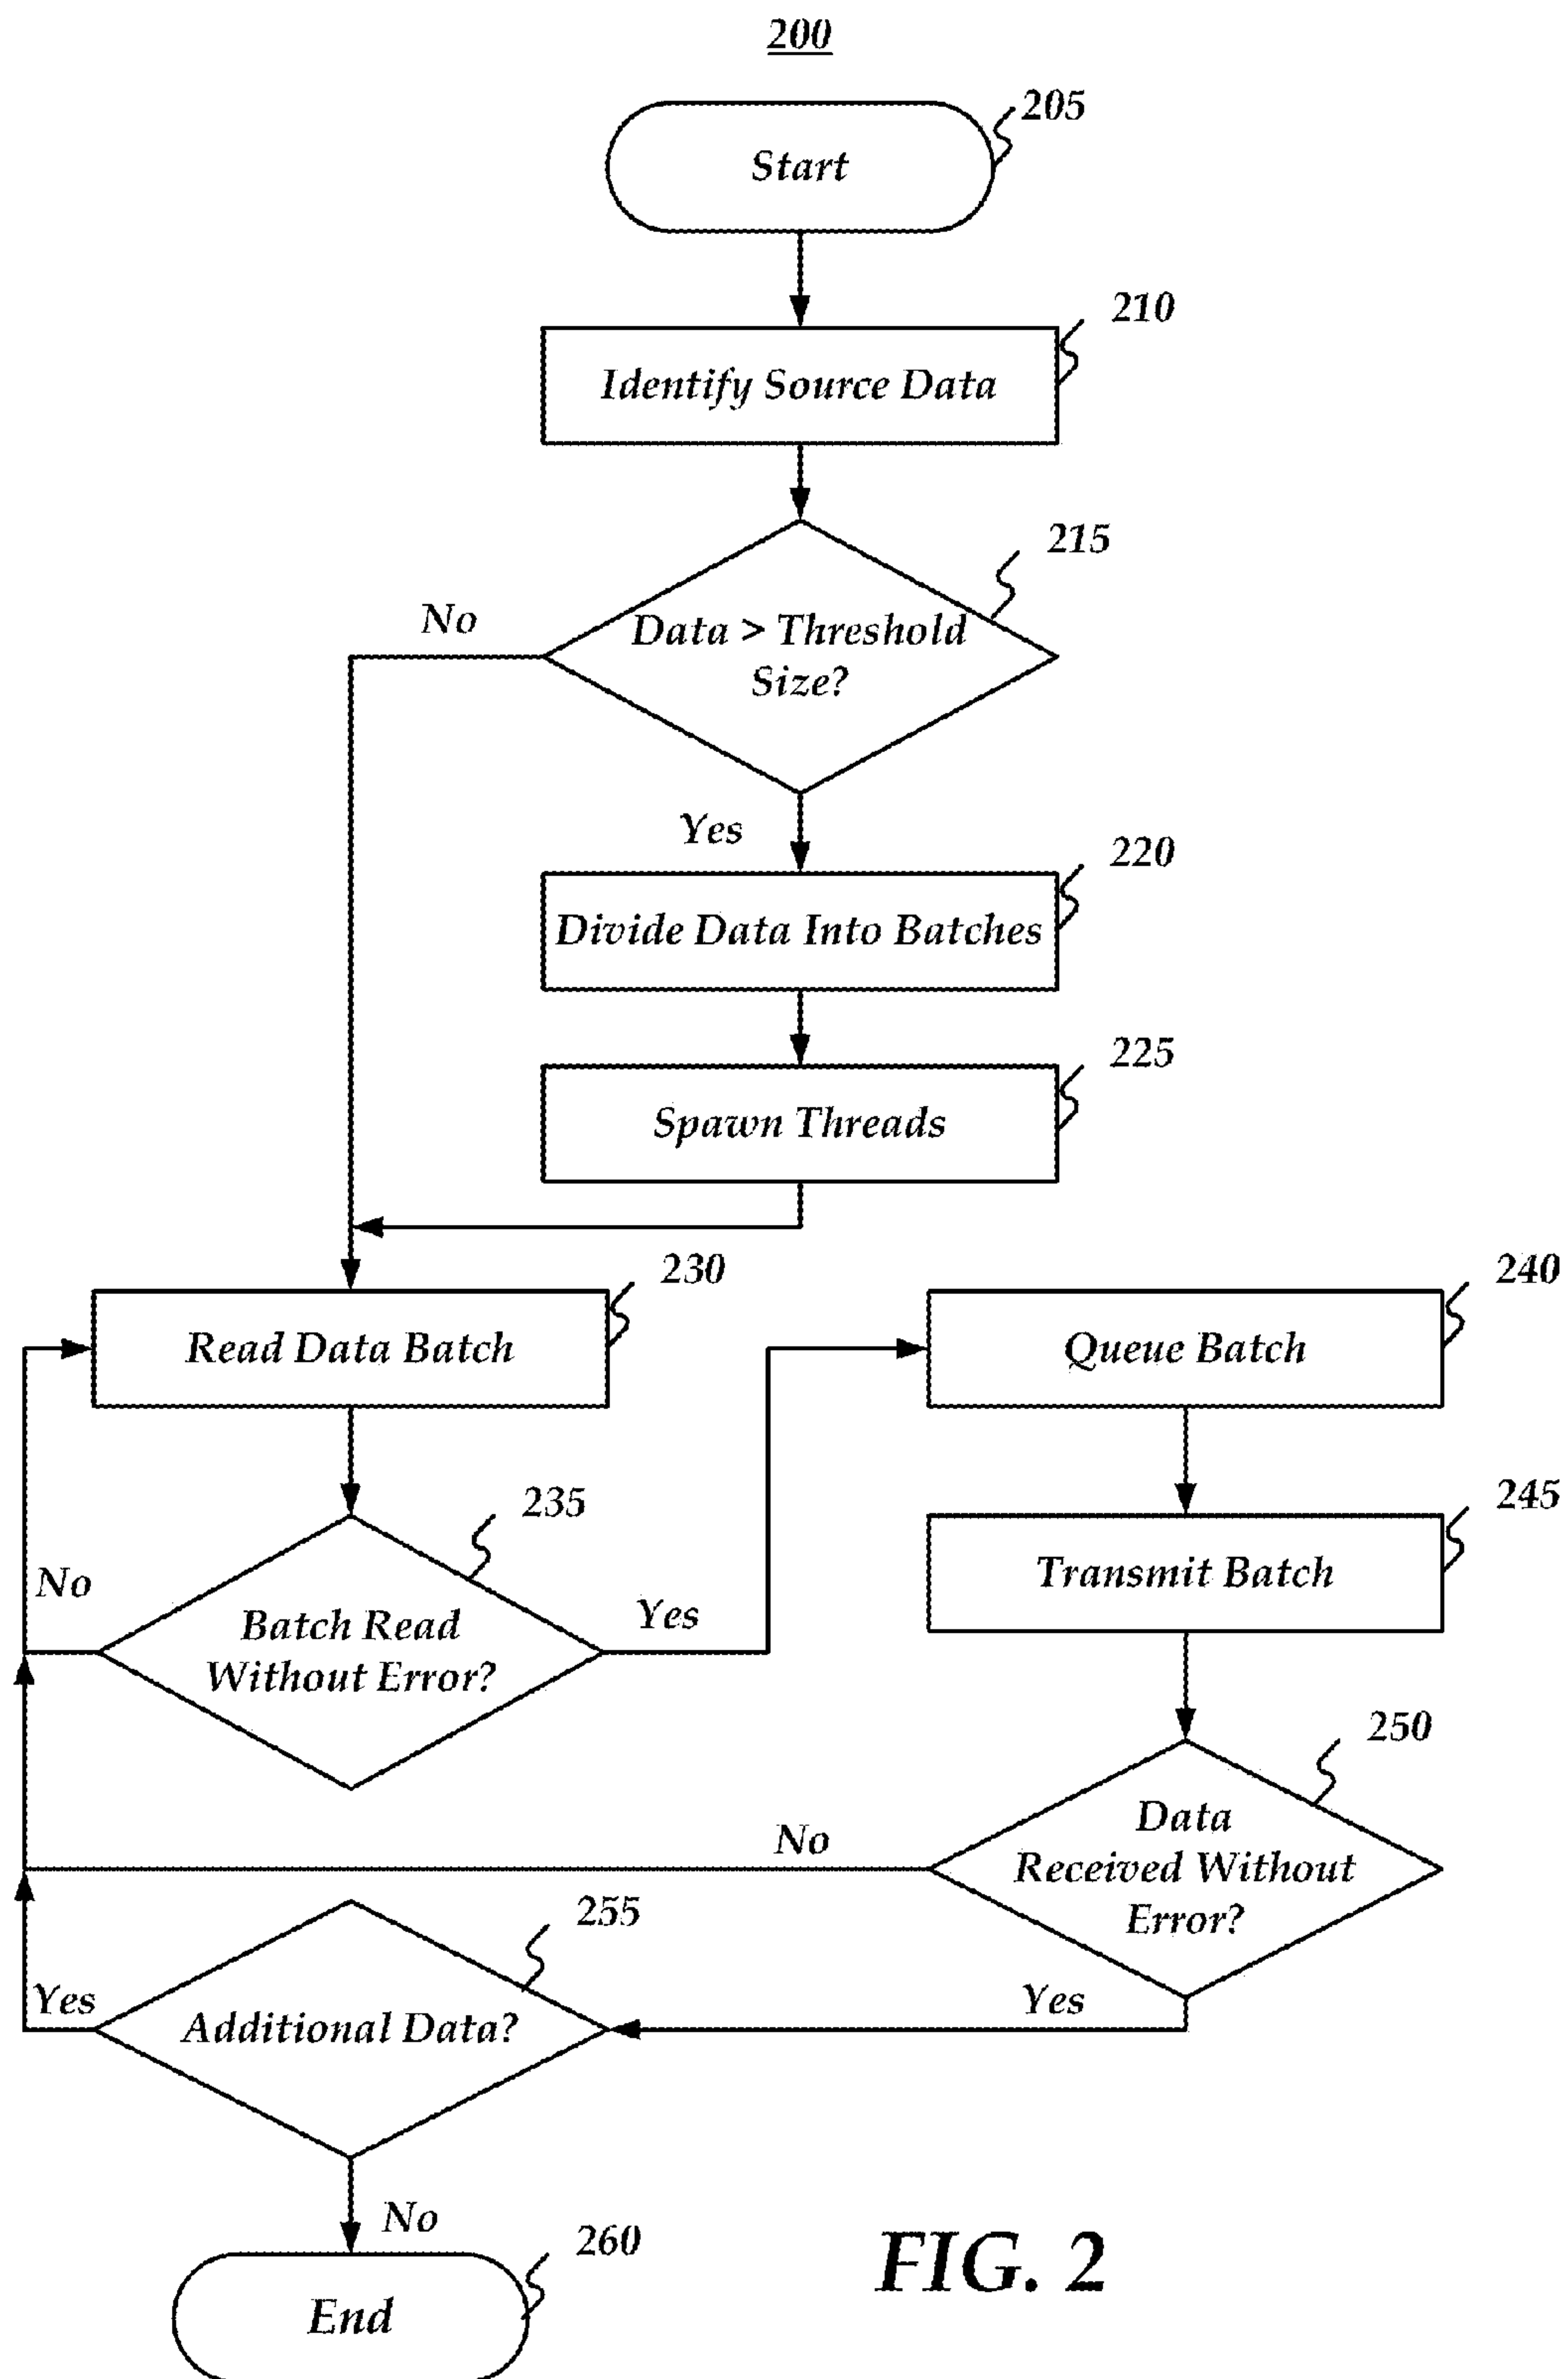 200
205
Start
210
Identify Source Data
215
No
Data > Threshold
Size?
Yes
220
Divide Data Into Batches
225
Spawn Threads
230
Read Data Batch
240
Queue Batch
235
No
Batch Read
Without Error?
Yes
245
Transmit Batch
250
Data
Received Without
Error?
No
255
Yes
Additional Data?
Yes
No
260
End
FIG. 2